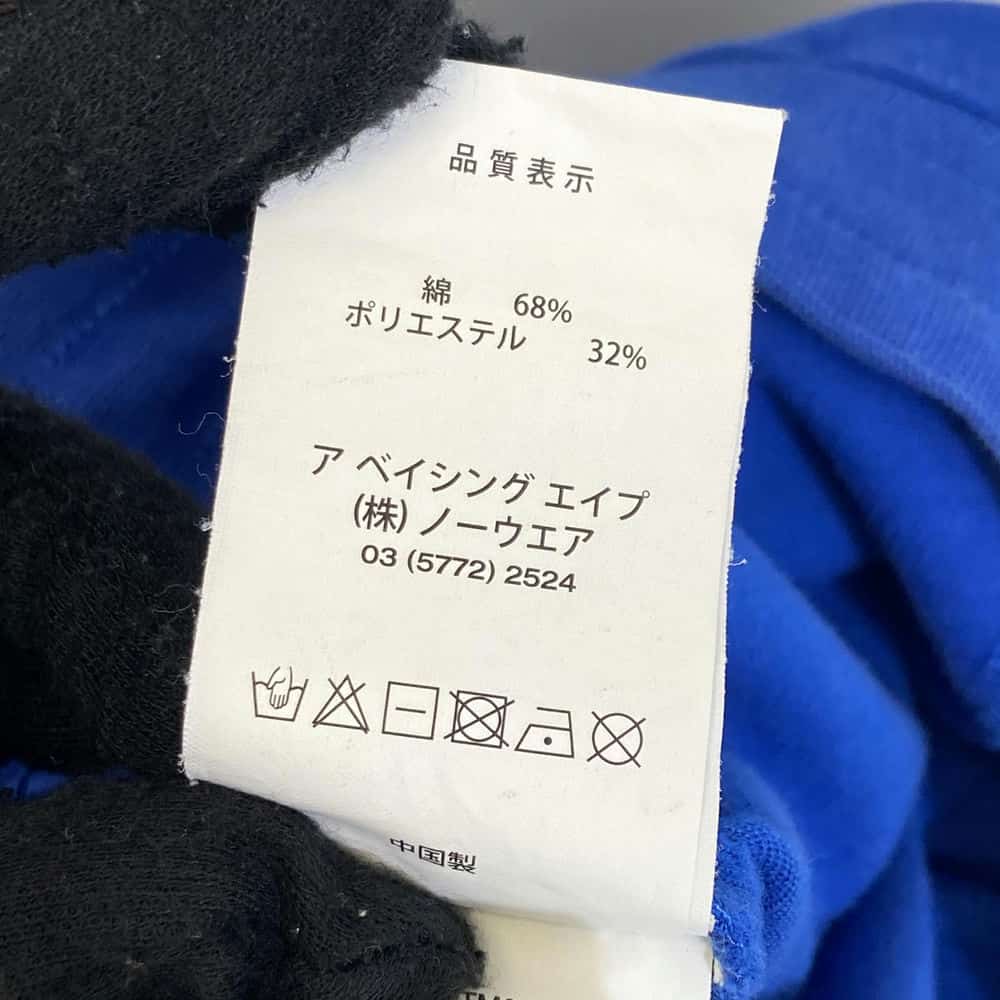 品質表示
綿 68%
ポリエステル 32%
ア ベイシング エイプ
(株) ノーウエア
03 (5772) 2524
中国製